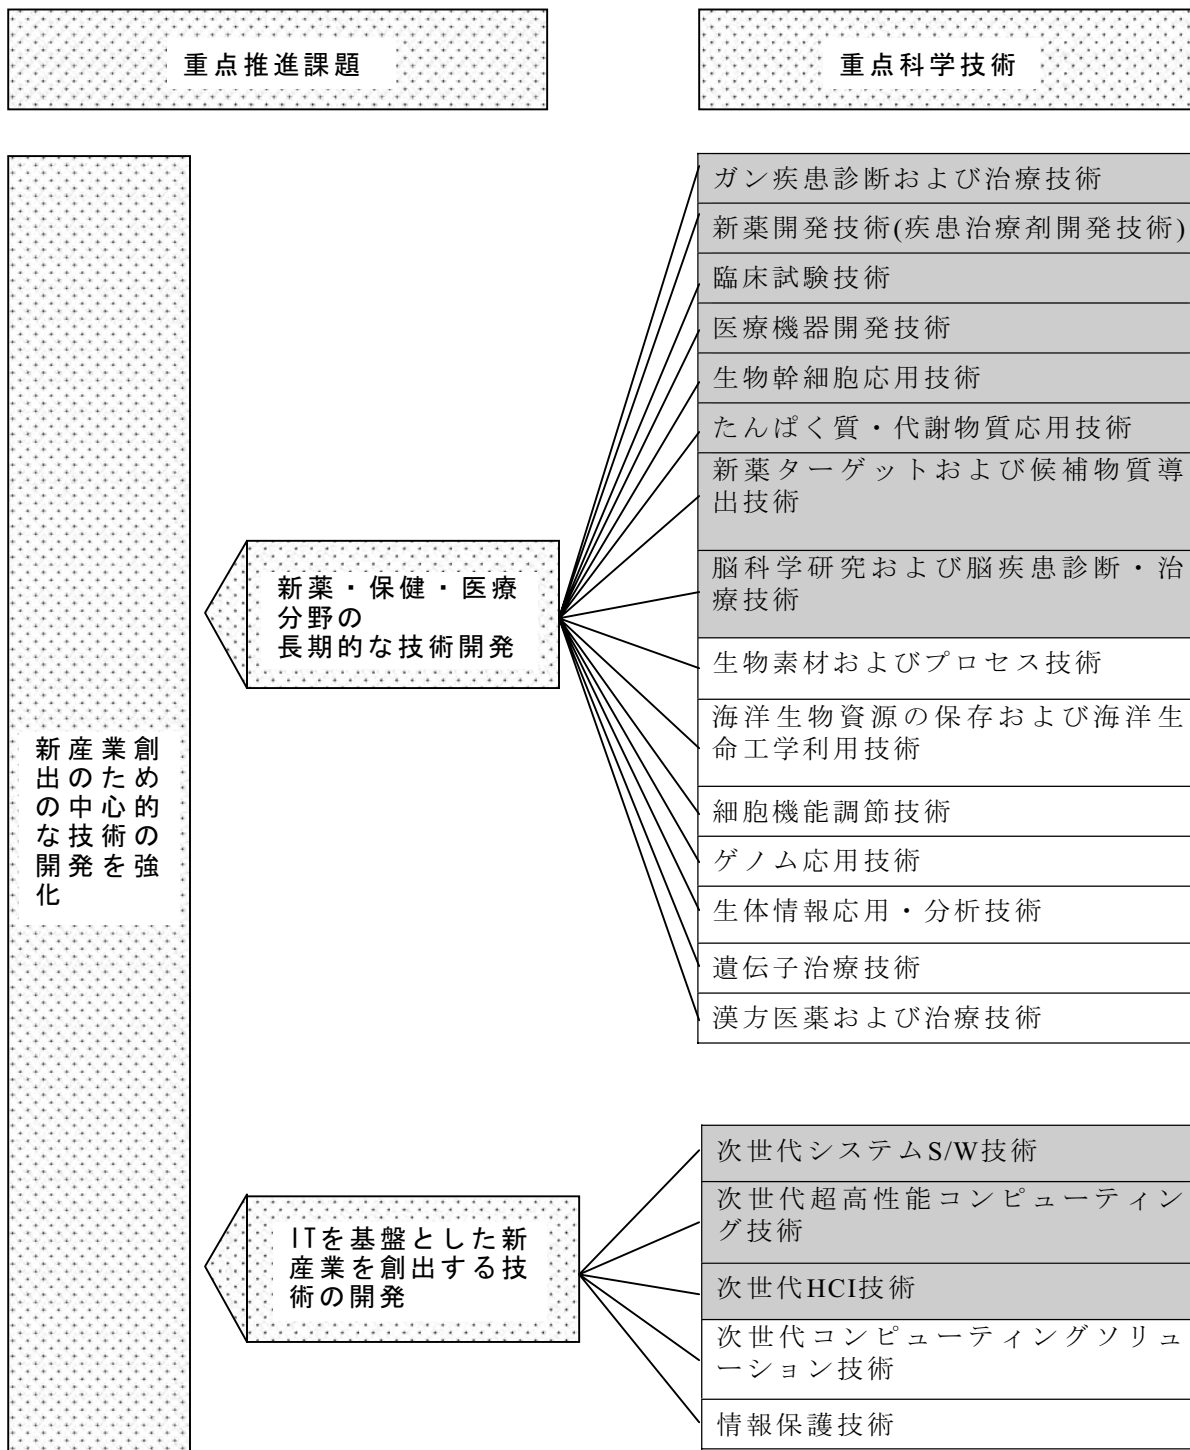 重点推進課題
重点科学技術
新産業創
出のため
の中心的
な技術の
開発を強
化
新薬・保健・医療
分野の
長期的な技術開発
ガン疾患診断および治療技術
新薬開発技術(疾患治療剤開発技術)
臨床試験技術
医療機器開発技術
生物幹細胞応用技術
たんぱく質・代謝物質応用技術
新薬ターゲットおよび候補物質導
出技術
脳科学研究および脳疾患診断・治
療技術
生物素材およびプロセス技術
海洋生物資源の保存および海洋生
命工学利用技術
細胞機能調節技術
ゲノム応用技術
生体情報応用・分析技術
遺伝子治療技術
漢方医薬および治療技術
ITを基盤とした新
産業を創出する技
術の開発
次世代システムS/W技術
次世代超高性能コンピューティン
グ技術
次世代HCI技術
次世代コンピューティングソリュ
ーション技術
情報保護技術